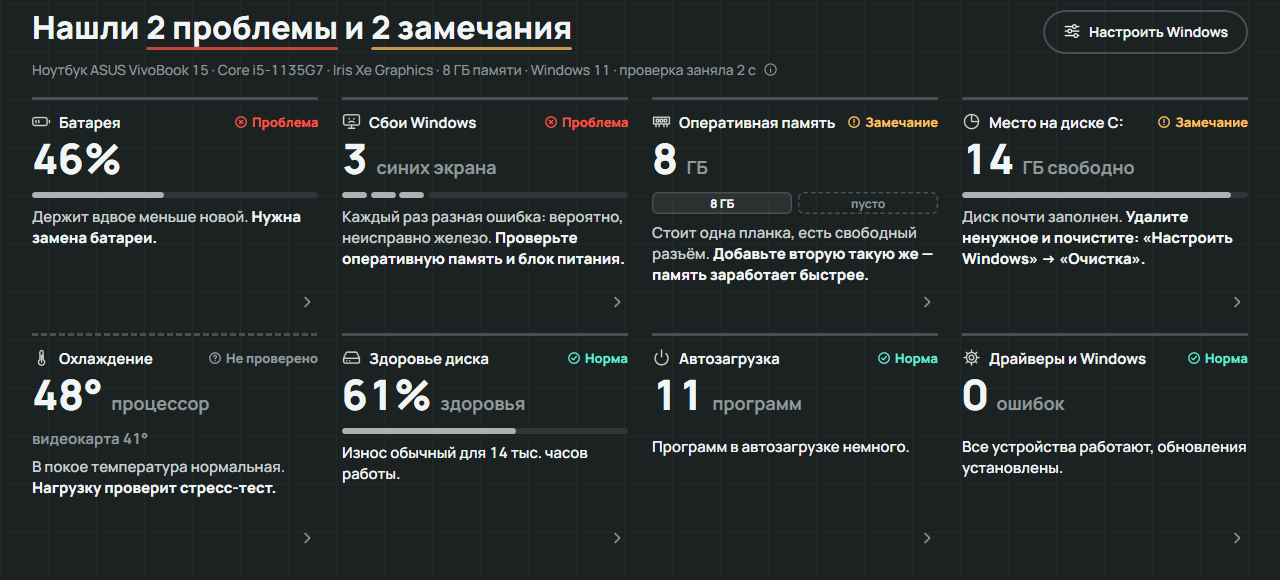 Нашли 2 проблемы и 2 замечания
Настроить Windows
Ноутбук ASUS VivoBook 15 · Core i5-1135G7 · Iris Xe Graphics · 8 ГБ памяти · Windows 11 · проверка заняла 2 с
Батарея
Проблема
46%
Держит вдвое меньше новой. Нужна
замена батареи.
Сбои Windows
Проблема
3 синих экрана
Каждый раз разная ошибка: вероятно,
неисправно железо. Проверьте
оперативную память и блок питания.
Оперативная память
Замечание
8 ГБ
8 ГБ
пусто
Стоит одна планка, есть свободный
разъём. Добавьте вторую такую же —
память заработает быстрее.
Место на диске C:
Замечание
14 ГБ свободно
Диск почти заполнен. Удалите
ненужное и почистите: «Настроить
Windows» → «Очистка».
Охлаждение
Не проверено
48° процессор
видеокарта 41°
В покое температура нормальная.
Нагрузку проверит стресс-тест.
Здоровье диска
Норма
61% здоровья
Износ обычный для 14 тыс. часов
работы.
Автозагрузка
Норма
11 программ
Программ в автозагрузке немного.
Драйверы и Windows
Норма
0 ошибок
Все устройства работают, обновления
установлены.